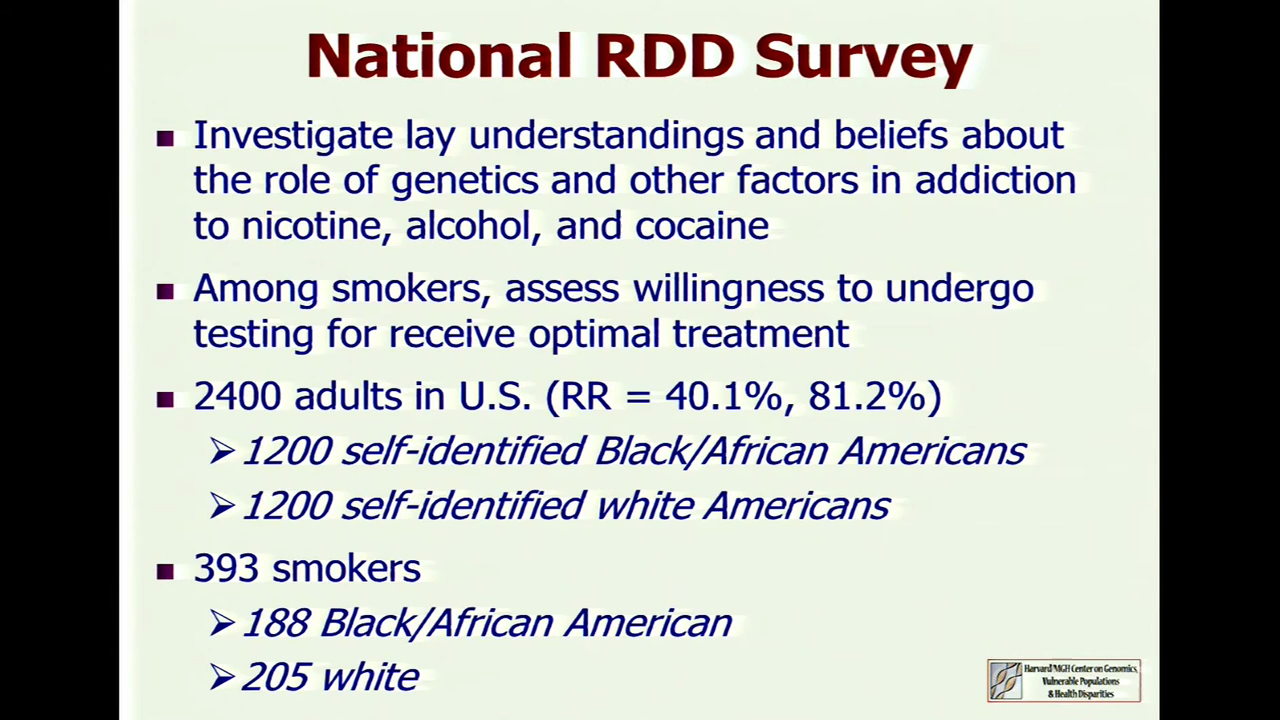 National RDD Survey
Investigate lay understandings and beliefs about
the role of genetics and other factors in addiction
to nicotine, alcohol, and cocaine
Among smokers, assess willingness to undergo
testing for receive optimal treatment
2400 adults in U.S. (RR = 40.1%, 81.2%)
1200 self-identified Black/African Americans
1200 self-identified white Americans
393 smokers
188 Black/African American
205 white
Harvard/MGH Center on Genomics,
Vulnerable Populations
& Health Disparities